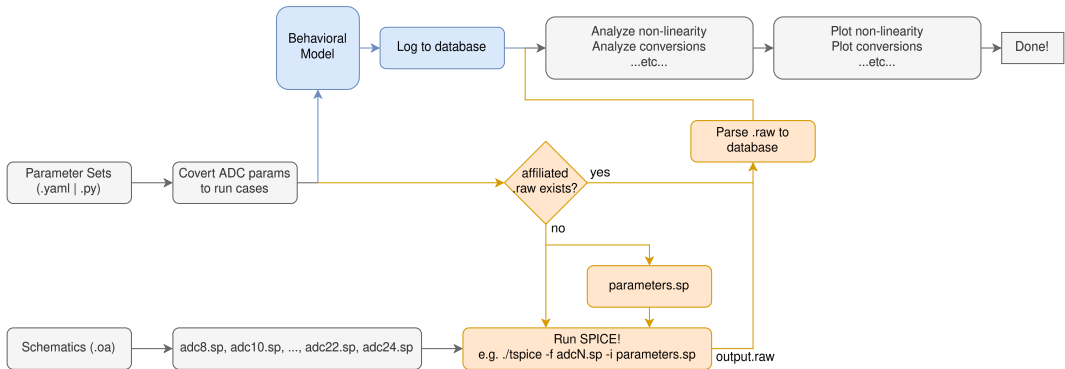 Behavioral
Model
Log to database
Analyze non-linearity
Analyze conversions
...etc...
Plot non-linearity
Plot conversions
...etc...
Done!
Parse .raw to
database
Parameter Sets
(.yaml | .py)
Covert ADC params
to run cases
affiliated
.raw exists?
yes
no
parameters.sp
Schematics (.oa)
adc8.sp, adc10.sp, ..., adc22.sp, adc24.sp
Run SPICE!
e.g. ./tspice -f adcN.sp -i parameters.sp
output.raw